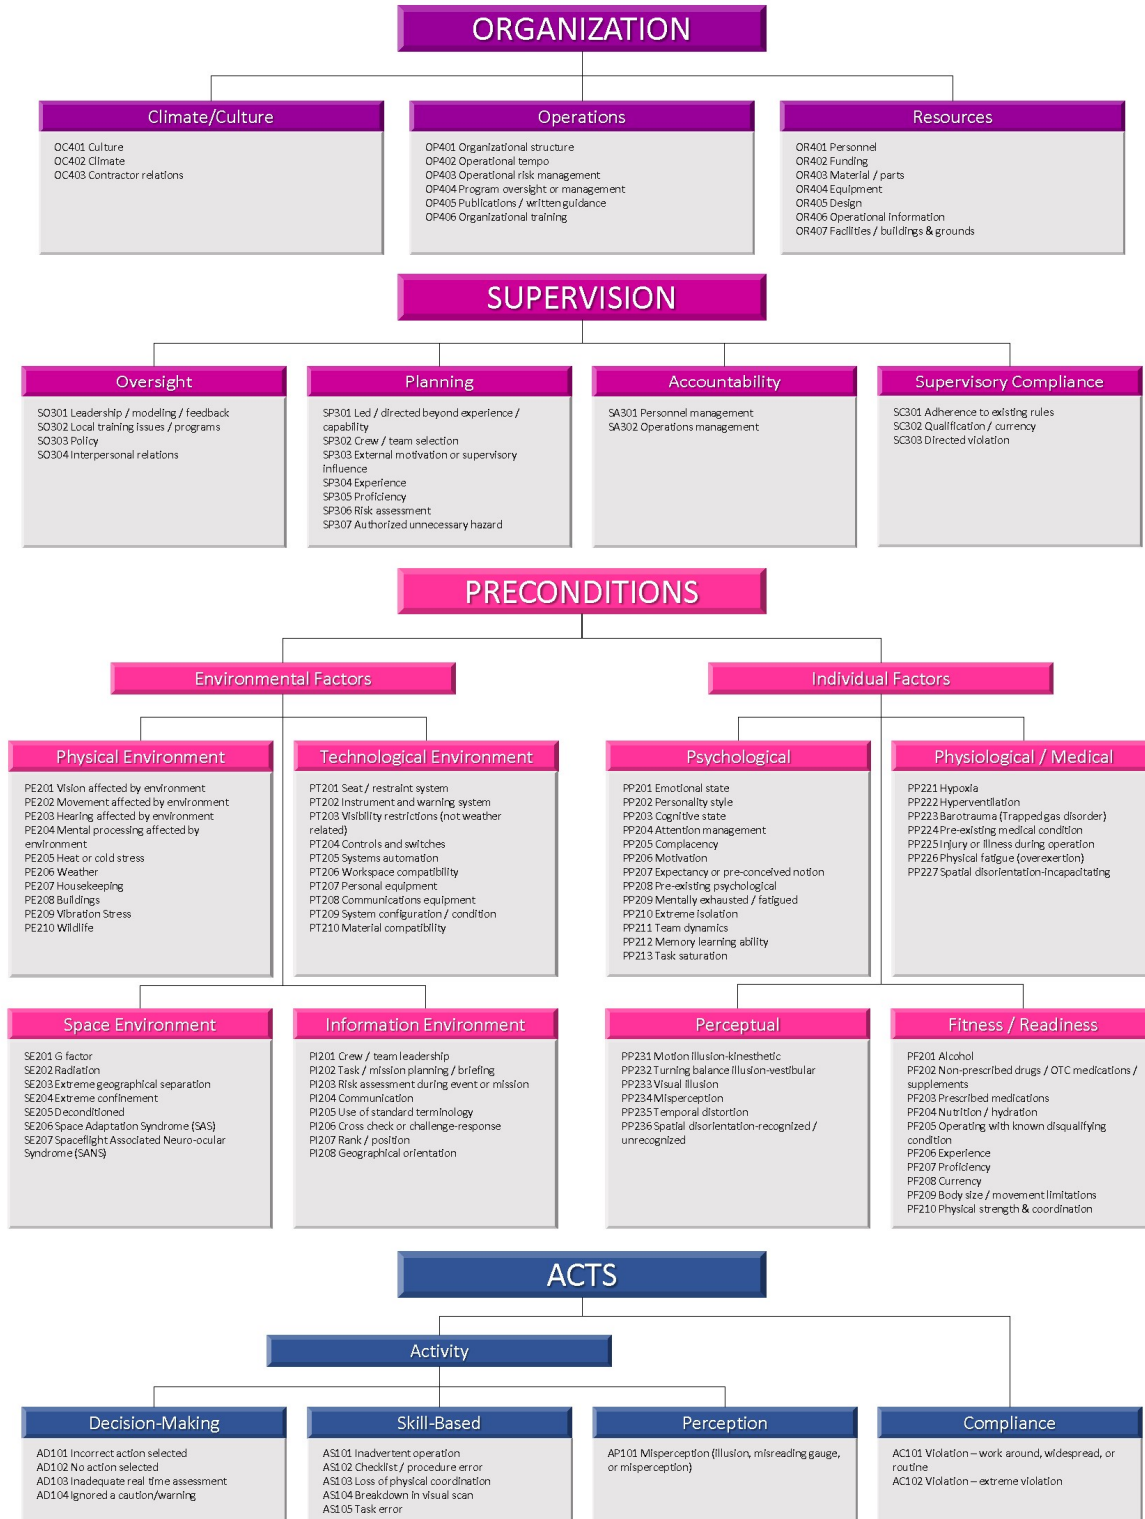 ORGANIZATION
Climate/Culture
OC401 Culture
OC402 Climate
OC403 Contractor relations
Operations
OP401 Organizational structure
OP402 Operational tempo
OP403 Operational risk management
OP404 Program oversight or management
OP405 Publications / written guidance
OP406 Organizational training
Resources
OR401 Personnel
OR402 Funding
OR403 Material / parts
OR404 Equipment
OR405 Design
OR406 Operational information
OR407 Facilities / buildings & grounds
SUPERVISION
Oversight
SO301 Leadership / modeling / feedback
SO302 Local training issues / programs
SO303 Policy
SO304 Interpersonal relations
Planning
SP301 Led / directed beyond experience /
capability
SP302 Crew / team selection
SP303 External motivation or supervisory
influence
SP304 Experience
SP305 Proficiency
SP306 Risk assessment
SP307 Authorized unnecessary hazard
Accountability
SA301 Personnel management
SA302 Operations management
Supervisory Compliance
SC301 Adherence to existing rules
SC302 Qualification / currency
SC303 Directed violation
PRECONDITIONS
Environmental Factors
Individual Factors
Physical Environment
PE201 Vision affected by environment
PE202 Movement affected by environment
PE203 Hearing affected by environment
PE204 Mental processing affected by
environment
PE205 Heat or cold stress
PE206 Weather
PE207 Housekeeping
PE208 Buildings
PE209 Vibration Stress
PE210 Wildlife
Technological Environment
PT201 Seat / restraint system
PT202 Instrument and warning system
PT203 Visibility restrictions (not weather
related)
PT204 Controls and switches
PT205 Systems automation
PT206 Workspace compatibility
PT207 Personal equipment
PT208 Communications equipment
PT209 System configuration / condition
PT210 Material compatibility
Psychological
PP201 Emotional state
PP202 Personality style
PP203 Cognitive state
PP204 Attention management
PP205 Complacency
PP206 Motivation
PP207 Expectancy or pre-conceived notion
PP208 Pre-existing psychological
PP209 Mentally exhausted / fatigued
PP210 Extreme isolation
PP211 Team dynamics
PP212 Memory learning ability
PP213 Task saturation
Physiological / Medical
PP221 Hypoxia
PP222 Hyperventilation
PP223 Barotrauma (Trapped gas disorder)
PP224 Pre-existing medical condition
PP225 Injury or illness during operation
PP226 Physical fatigue (overexertion)
PP227 Spatial disorientation-incapacitating
Space Environment
SE201 G factor
SE202 Radiation
SE203 Extreme geographical separation
SE204 Extreme confinement
SE205 Deconditioned
SE206 Space Adaptation Syndrome (SAS)
SE207 Spaceflight Associated Neuro-ocular
Syndrome (SANS)
Information Environment
PI201 Crew / team leadership
PI202 Task / mission planning / briefing
PI203 Risk assessment during event or mission
PI204 Communication
PI205 Use of standard terminology
PI206 Cross check or challenge-response
PI207 Rank / position
PI208 Geographical orientation
Perceptual
PP231 Motion illusion-kinesthetic
PP232 Turning balance illusion-vestibular
PP233 Visual illusion
PP234 Misperception
PP235 Temporal distortion
PP236 Spatial disorientation-recognized /
unrecognized
Fitness / Readiness
PF201 Alcohol
PF202 Non-prescribed drugs / OTC medications /
supplements
PF203 Prescribed medications
PF204 Nutrition / hydration
PF205 Operating with known disqualifying
condition
PF206 Experience
PF207 Proficiency
PF208 Currency
PF209 Body size / movement limitations
PF210 Physical strength & coordination
ACTS
Activity
Decision-Making
AD101 Incorrect action selected
AD102 No action selected
AD103 Inadequate real time assessment
AD104 Ignored a caution/warning
Skill-Based
AS101 Inadvertent operation
AS102 Checklist / procedure error
AS103 Loss of physical coordination
AS104 Breakdown in visual scan
AS105 Task error
Perception
AP101 Misperception (illusion, misreading gauge,
or misperception)
Compliance
AC101 Violation – work around, widespread, or
routine
AC102 Violation – extreme violation